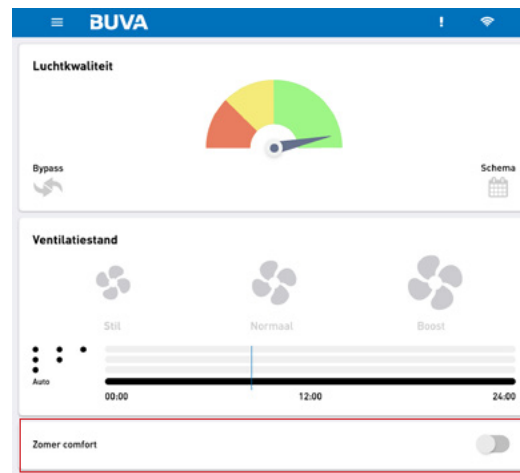 BUVA
Luchtkwaliteit
Bypass
Schema
Ventilatiestand
Stil
Normaal
Boost
Auto
00:00
12:00
24:00
Zomer comfort